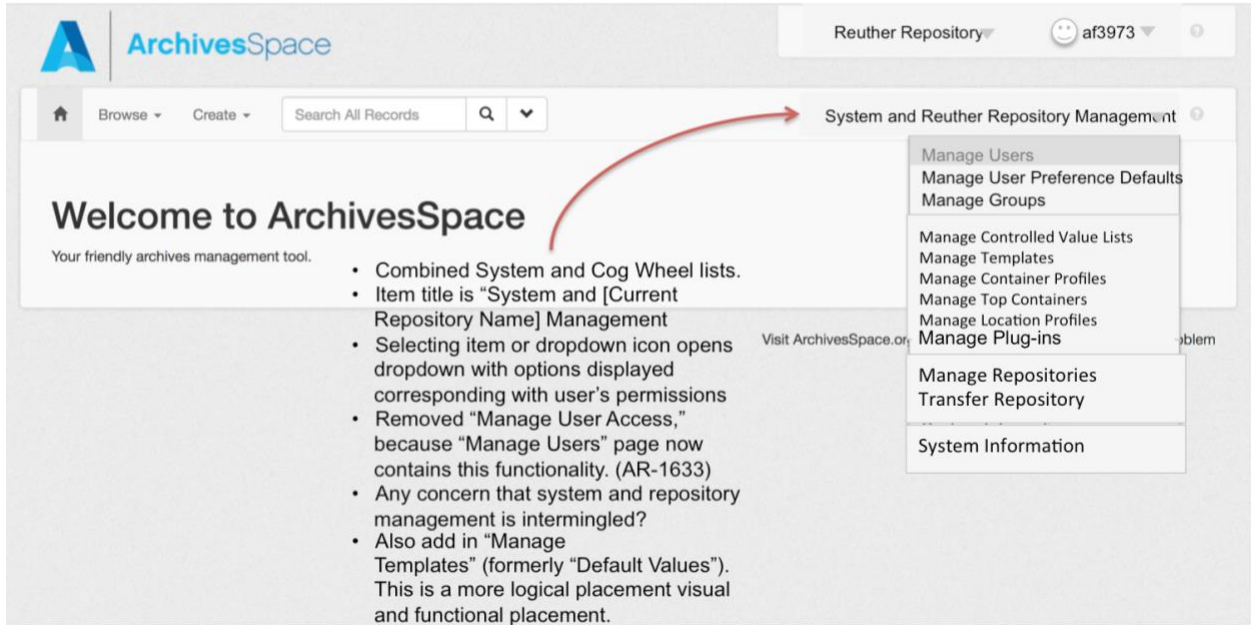 ArchivesSpace
Reuther Repository
af3973
Browse
Create
Search All Records
System and Reuther Repository Management
Manage Users
Manage User Preference Defaults
Manage Groups
Manage Controlled Value Lists
Manage Templates
Manage Container Profiles
Manage Top Containers
Manage Location Profiles
Manage Plug-ins
Manage Repositories
Transfer Repository
System Information
Welcome to ArchivesSpace
Your friendly archives management tool.
• Combined System and Cog Wheel lists.
• Item title is “System and [Current
Repository Name] Management
• Selecting item or dropdown icon opens
dropdown with options displayed
corresponding with user’s permissions
• Removed “Manage User Access,”
because “Manage Users” page now
contains this functionality. (AR-1633)
• Any concern that system and repository
management is intermingled?
• Also add in “Manage
Templates” (formerly “Default Values”).
This is a more logical placement visual
and functional placement.
Visit ArchivesSpace.or